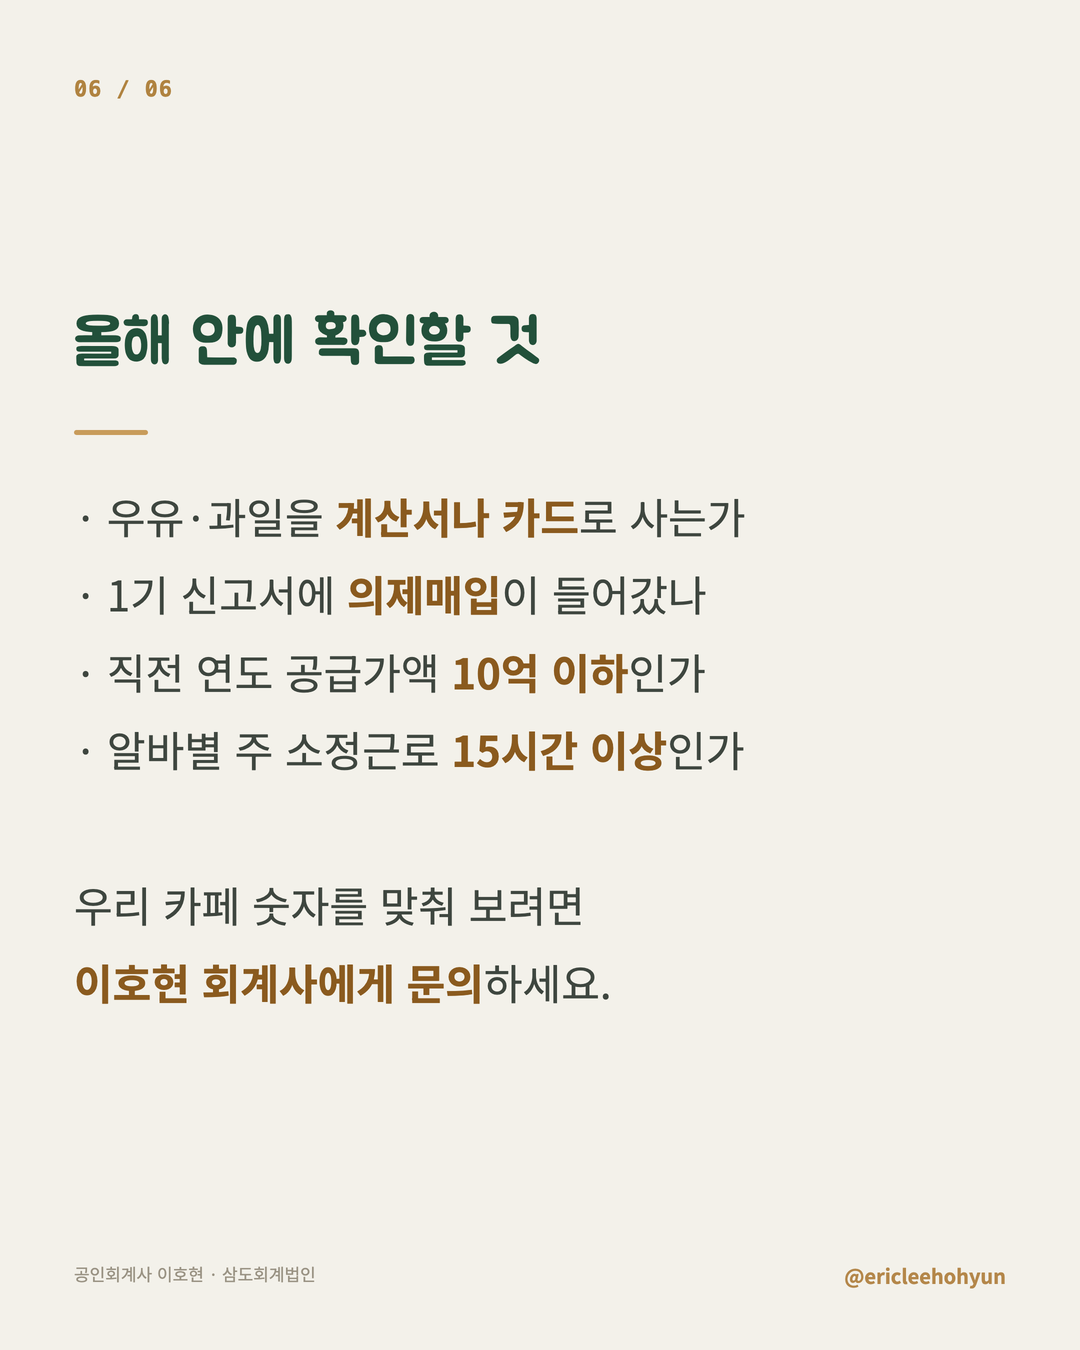 06 / 06
올해 안에 확인할 것
· 우유·과일을 계산서나 카드로 사는가
· 1기 신고서에 의제매입이 들어갔나
· 직전 연도 공급가액 10억 이하인가
· 알바별 주 소정근로 15시간 이상인가
우리 카페 숫자를 맞춰 보려면
이호현 회계사에게 문의하세요.
공인회계사 이호현 · 삼도회계법인
@ericleehohyun